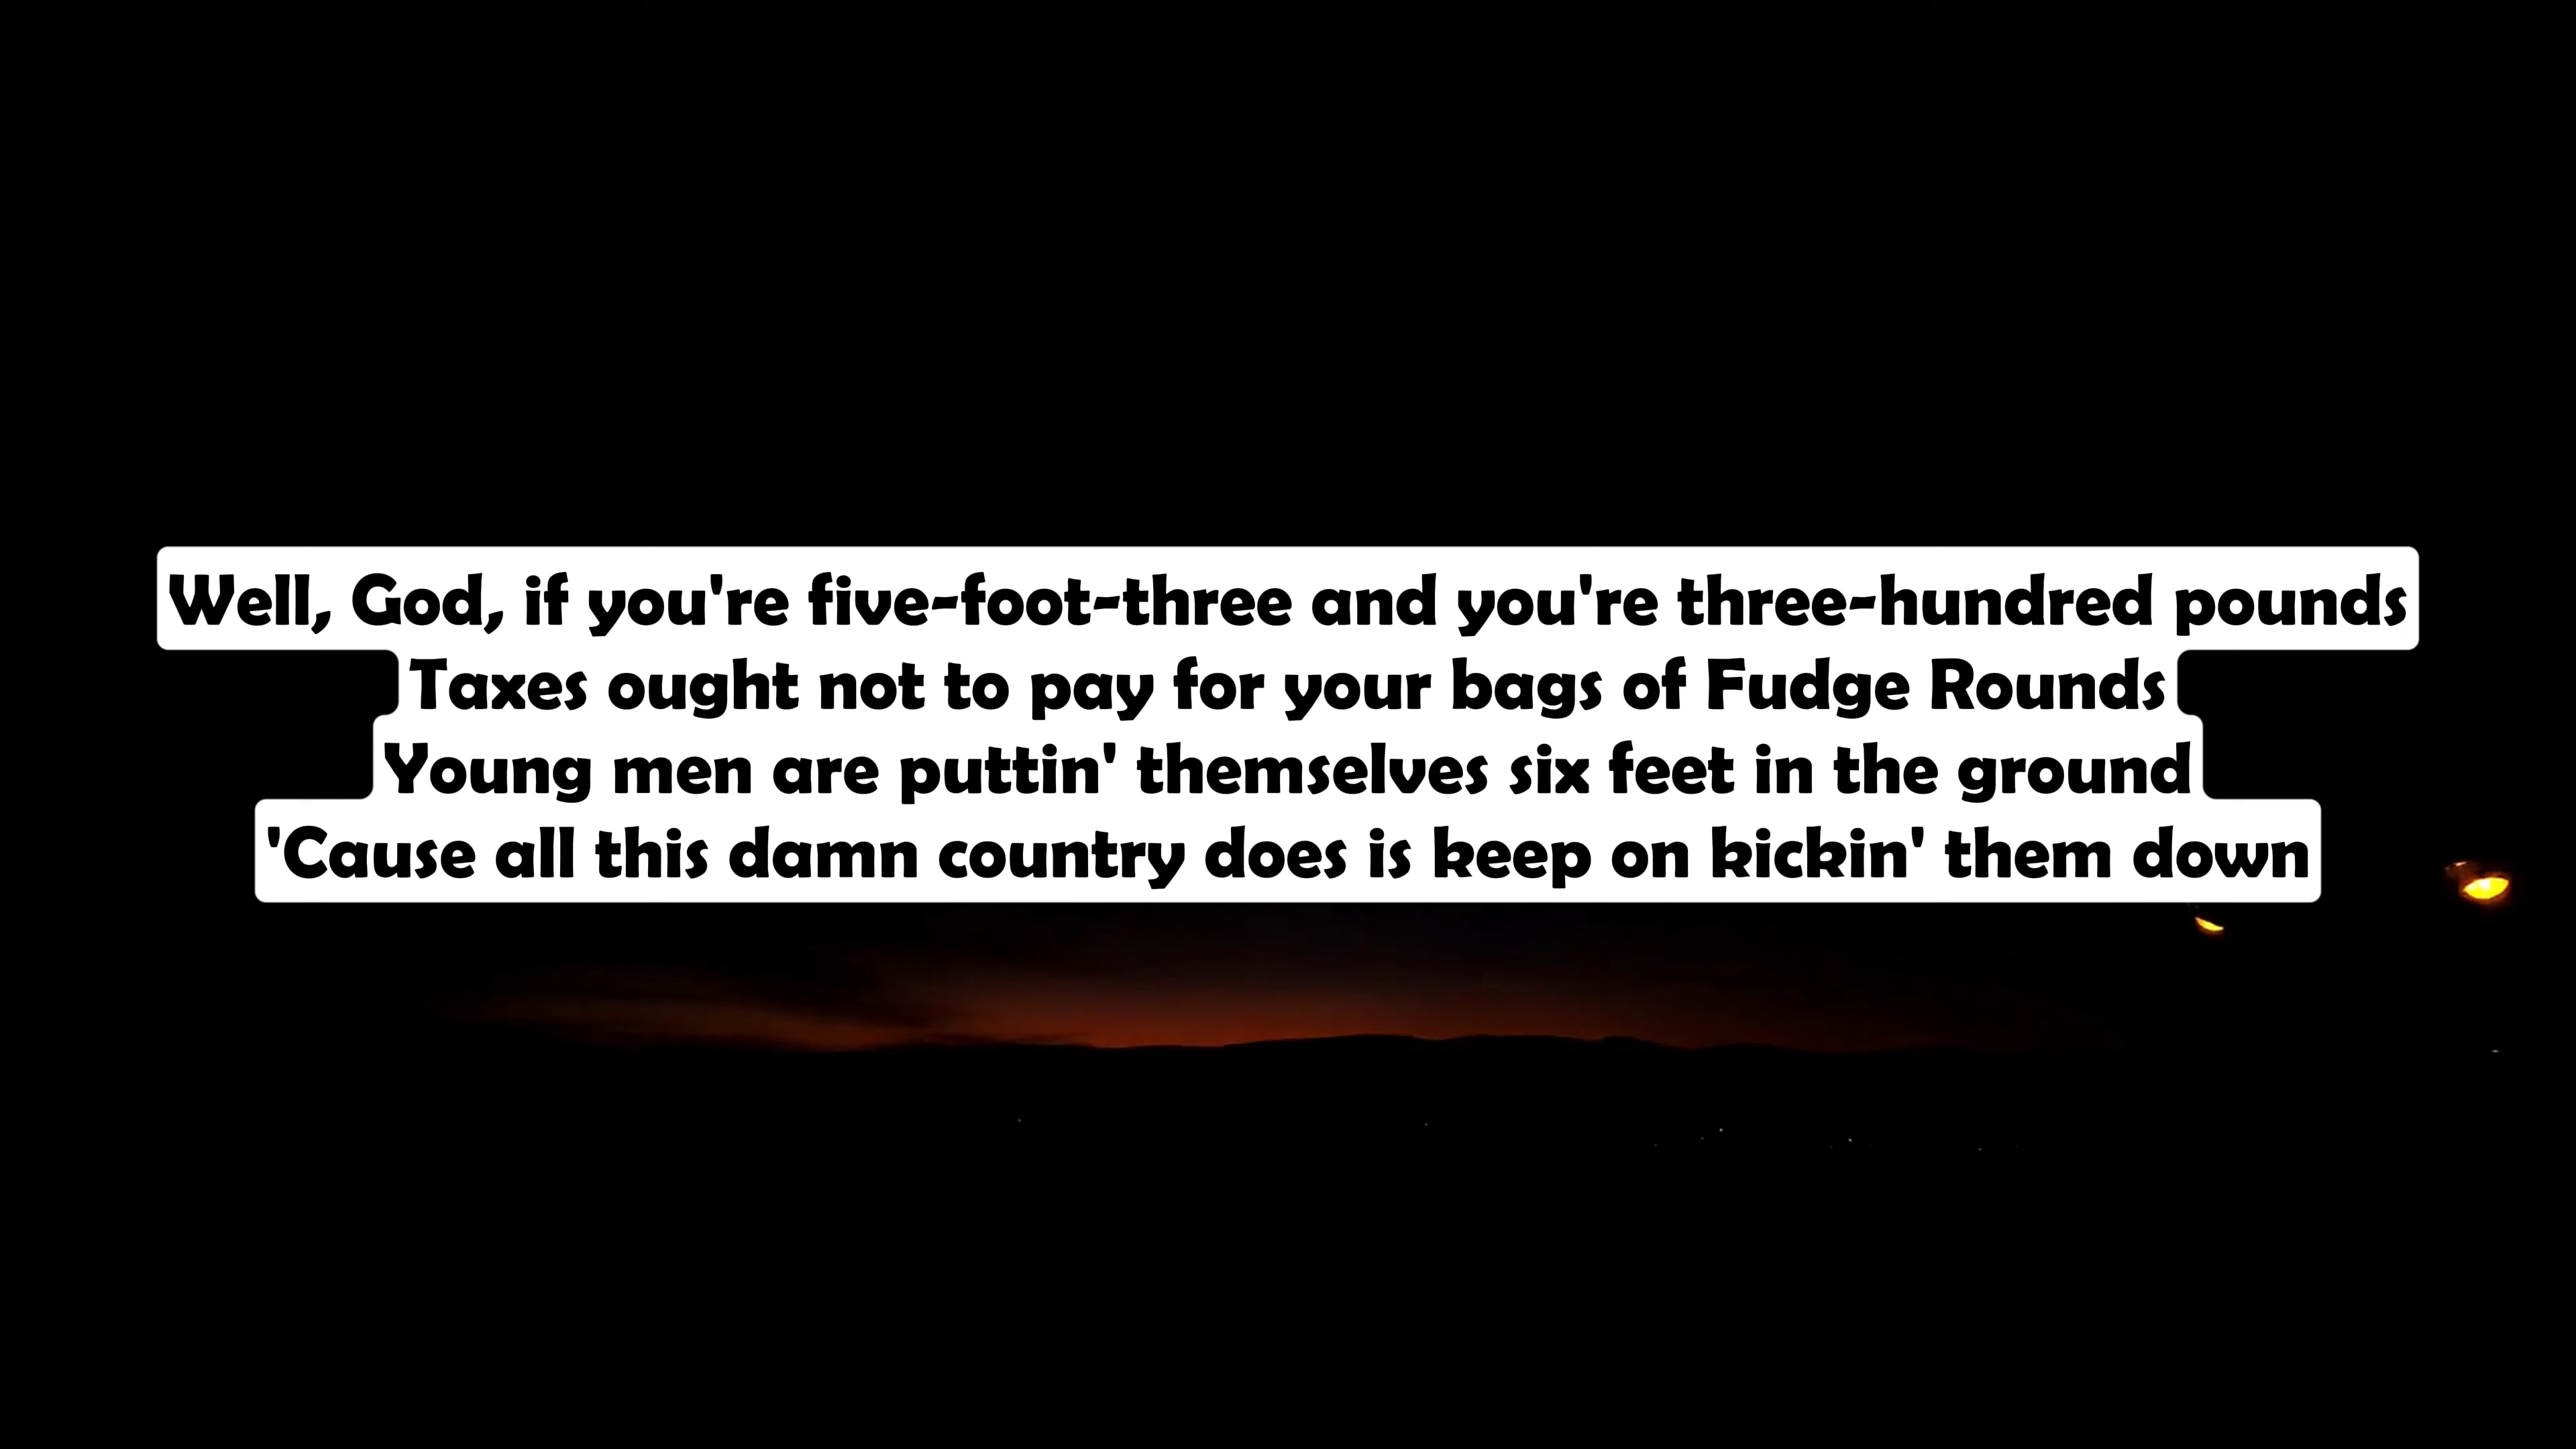 Well, God, if you're five-foot-three and you're three-hundred pounds
Taxes ought not to pay for your bags of Fudge Rounds
Young men are puttin' themselves six feet in the ground
'Cause all this damn country does is keep on kickin' them down